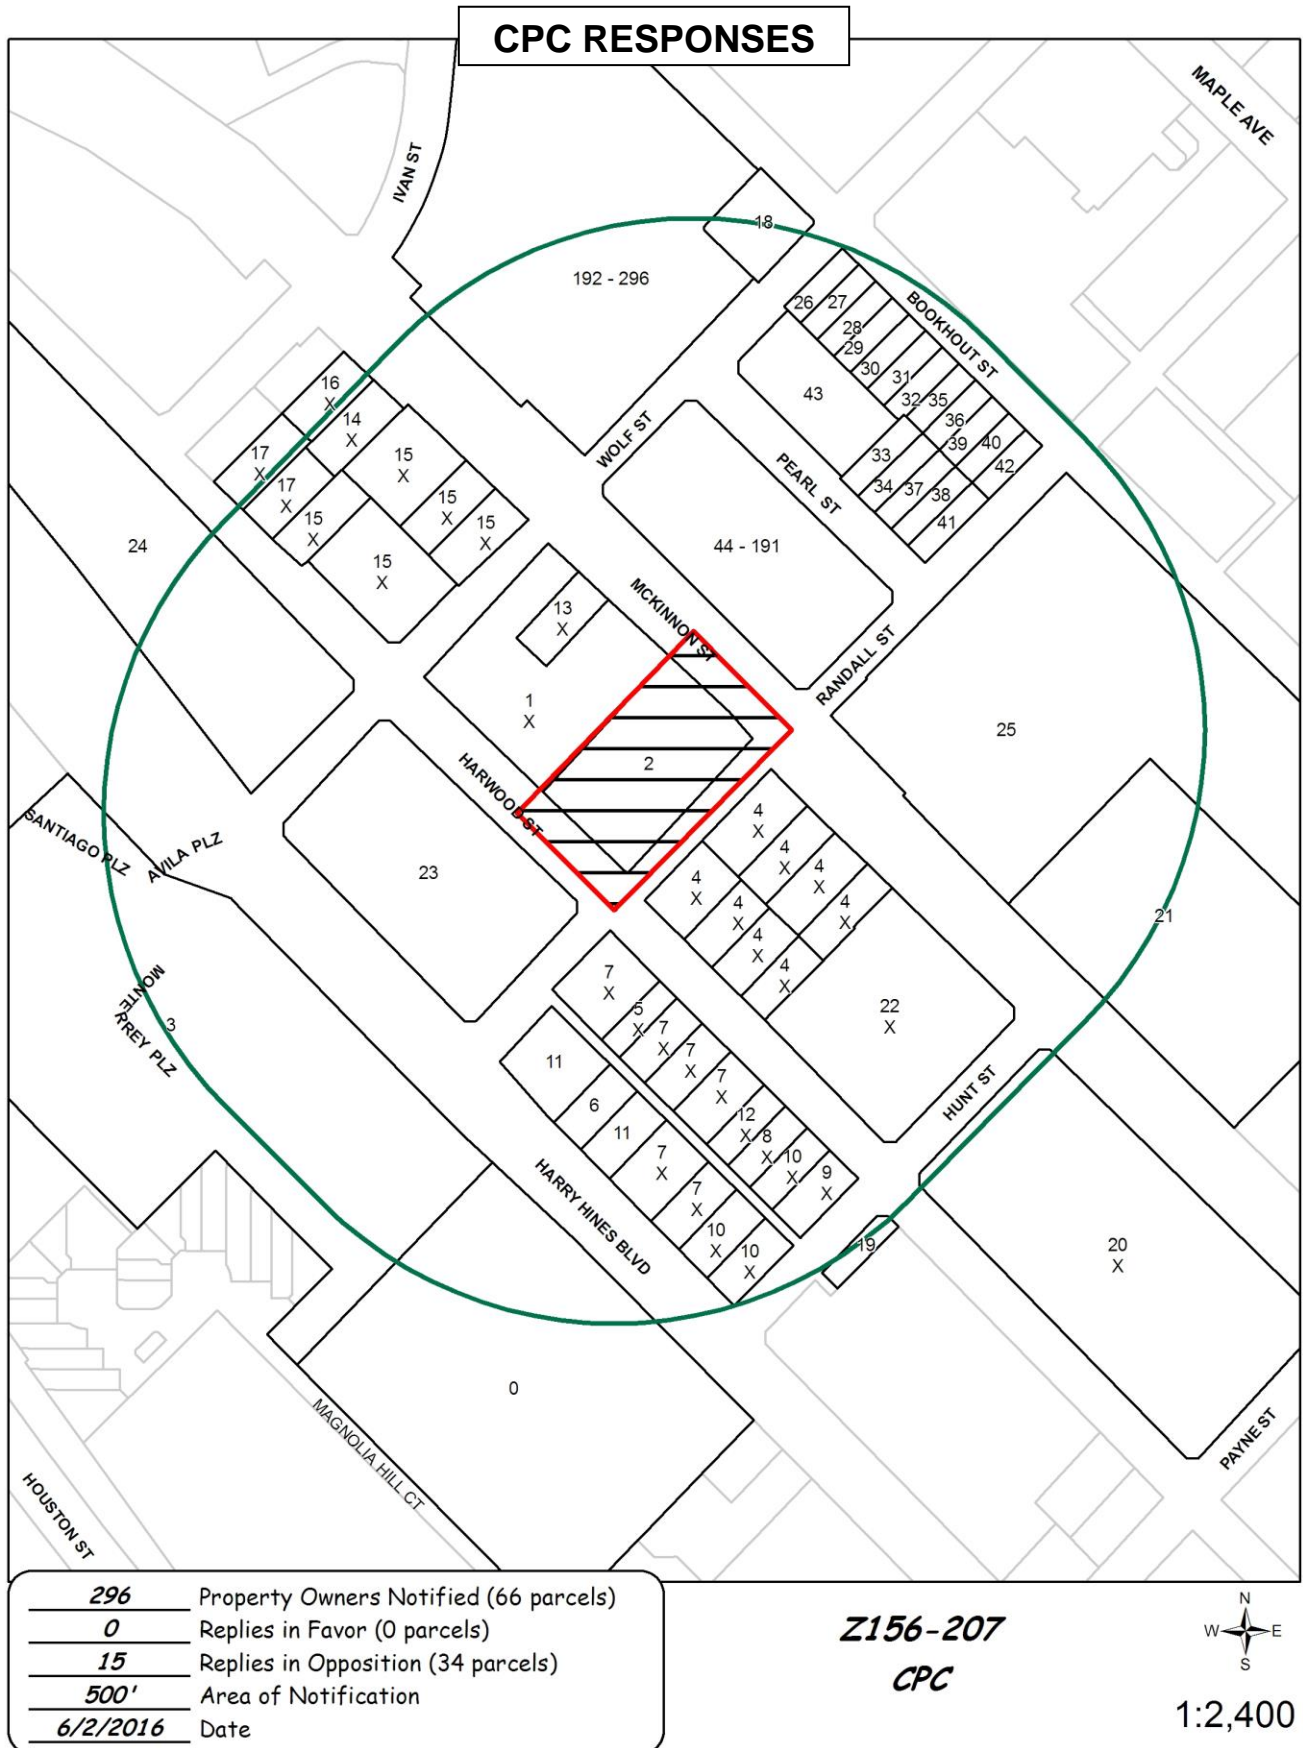 CPC RESPONSES
MAPLE AVE
IVAN ST
18
192 - 296
BOOKHOUT ST
26
27
28
29
30
31
32
35
36
39
40
42
43
33
34
37
38
41
16
X
14
X
17
X
17
X
15
X
15
X
15
X
15
X
15
X
WOLF ST
PEARL ST
24
44 - 191
13
X
MCKINNON ST
RANDALL ST
1
X
25
2
HARWOOD ST
SANTIAGO PLZ
AVILA PLZ
23
4
X
4
X
4
X
4
X
4
X
4
X
4
X
4
X
21
MONTE
RREY PLZ
3
7
X
5
X
7
X
7
X
7
X
12
X
8
X
10
X
9
X
22
X
11
6
11
7
X
7
X
10
X
10
X
HUNT ST
HARRY HINES BLVD
19
20
X
0
MAGNOLIA HILL CT
PAYNE ST
HOUSTON ST
296 Property Owners Notified (66 parcels)
0 Replies in Favor (0 parcels)
15 Replies in Opposition (34 parcels)
500' Area of Notification
6/2/2016 Date
Z156-207
CPC
N
W E
S
1:2,400